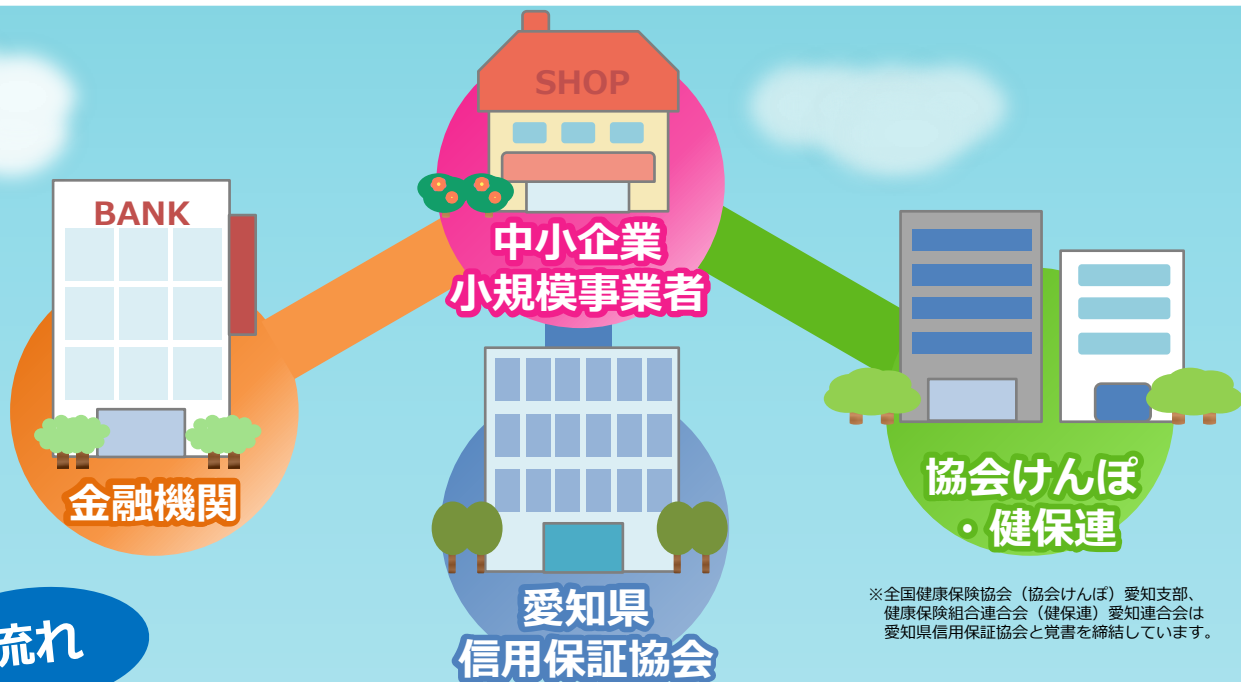 SHOP
中小企業
小規模事業者
BANK
金融機関
協会けんぽ
・健保連
愛知県
信用保証協会
※全国健康保険協会（協会けんぽ）愛知支部、
健康保険組合連合会（健保連）愛知連合会は
愛知県信用保証協会と覚書を締結しています。
流れ